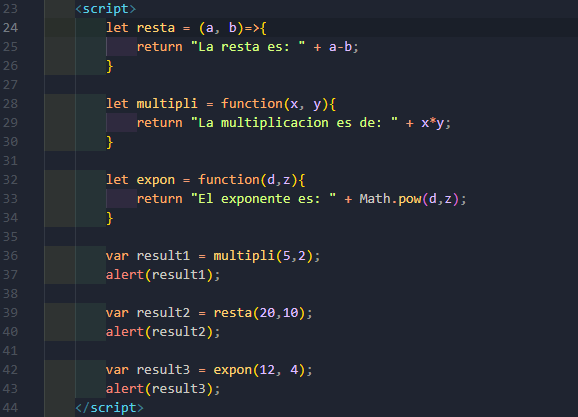 23 <script>
24 let resta = (a, b)=>{
25 return "La resta es: " + a-b;
26 }
27
28 let multipli = function(x, y){
29 return "La multiplicacion es de: " + x*y;
30 }
31
32 let expon = function(d,z){
33 return "El exponente es: " + Math.pow(d,z);
34 }
35
36 var result1 = multipli(5,2);
37 alert(result1);
38
39 var result2 = resta(20,10);
40 alert(result2);
41
42 var result3 = expon(12, 4);
43 alert(result3);
44 </script>